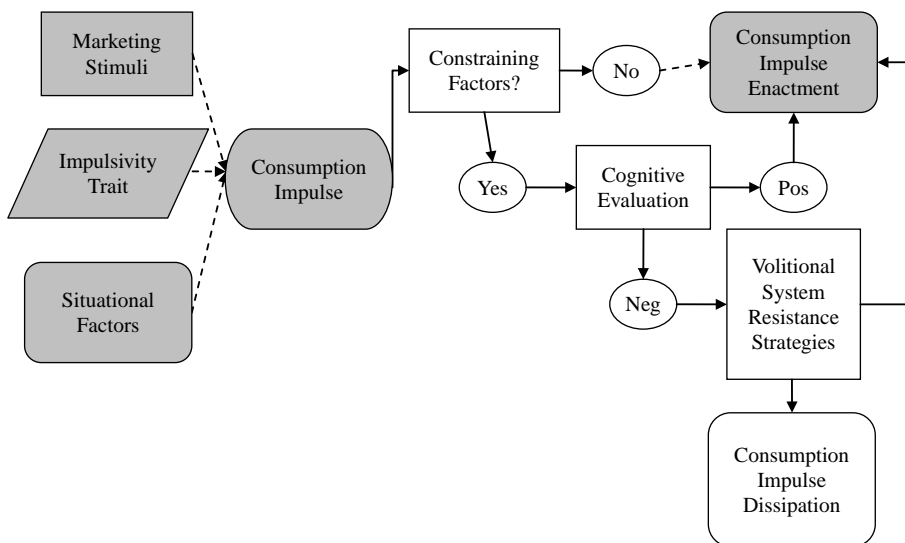 Marketing
Stimuli
Impulsivity
Trait
Situational
Factors
Consumption
Impulse
Constraining
Factors?
No
Consumption
Impulse
Enactment
Yes
Cognitive
Evaluation
Pos
Neg
Volitional
System
Resistance
Strategies
Consumption
Impulse
Dissipation